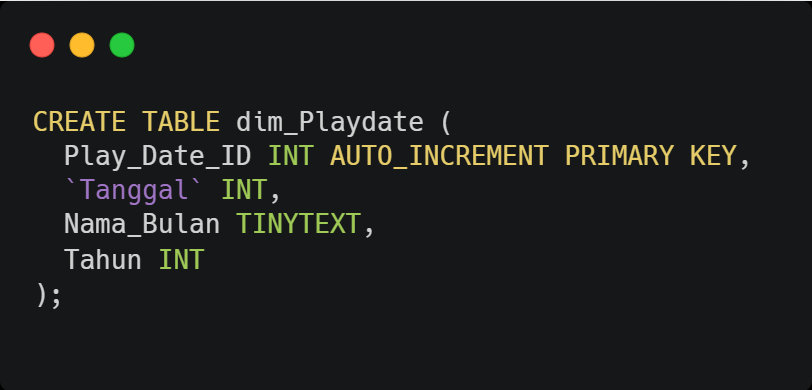 CREATE TABLE dim_Playdate (
  Play_Date_ID INT AUTO_INCREMENT PRIMARY KEY,
  `Tanggal` INT,
  Nama_Bulan TINYTEXT,
  Tahun INT
);